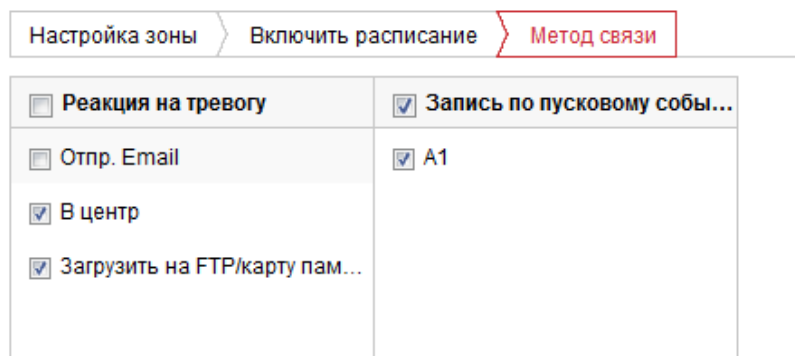 Настройка зоны Включить расписание Метод связи
Реакция на тревогу Запись по пусковому собы...
Отпр. Email A1
В центр
Загрузить на FTP/карту пам...